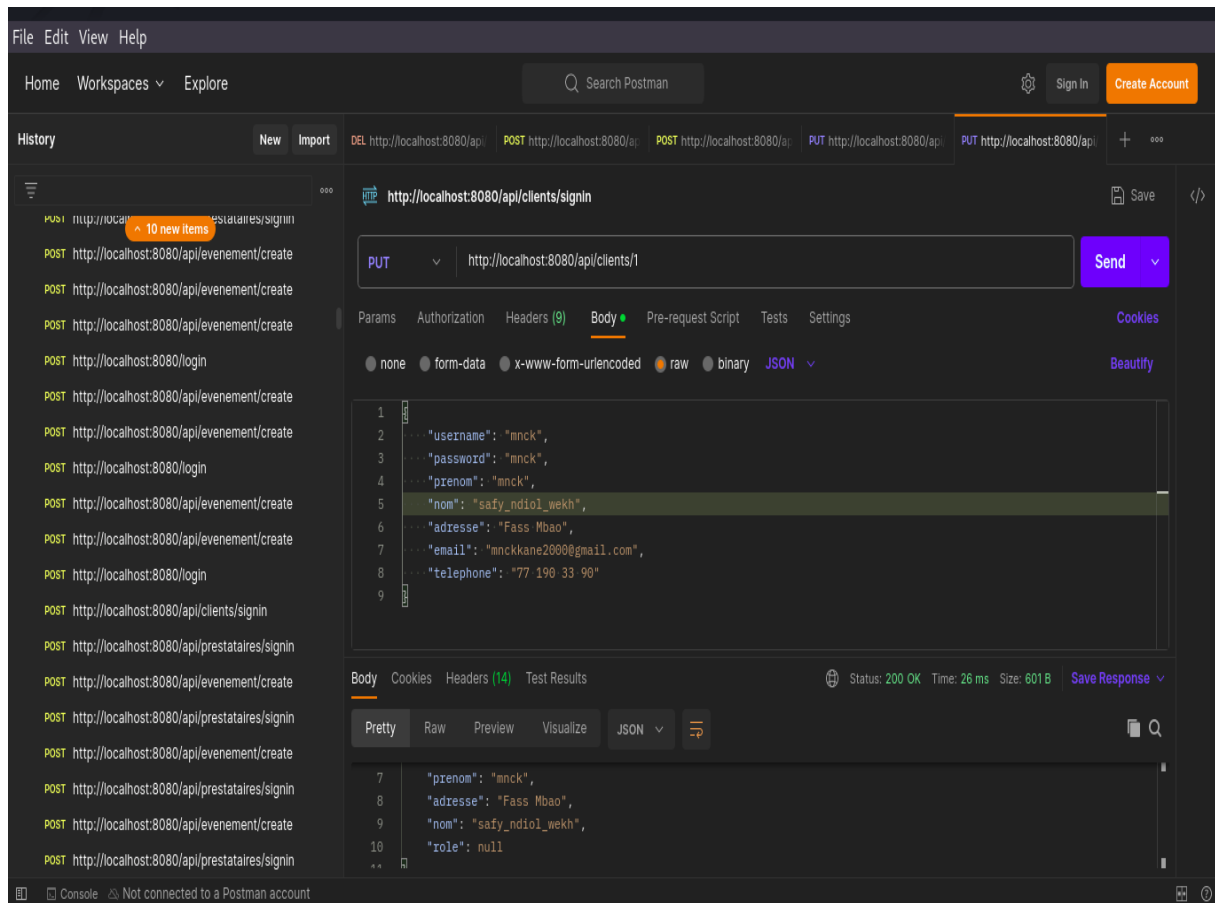 File Edit View Help
Home Workspaces Explore
Search Postman
Sign In
Create Account
History
New Import
DEL http://localhost:8080/api/
POST http://localhost:8080/ap
POST http://localhost:8080/ap
PUT http://localhost:8080/api/
PUT http://localhost:8080/api/
10 new items
POST http://localhost:8080/api/evenement/create
POST http://localhost:8080/api/evenement/create
POST http://localhost:8080/api/evenement/create
POST http://localhost:8080/login
POST http://localhost:8080/api/evenement/create
POST http://localhost:8080/api/evenement/create
POST http://localhost:8080/login
POST http://localhost:8080/api/evenement/create
POST http://localhost:8080/api/evenement/create
POST http://localhost:8080/login
POST http://localhost:8080/api/clients/signin
POST http://localhost:8080/api/prestataires/signin
POST http://localhost:8080/api/evenement/create
POST http://localhost:8080/api/prestataires/signin
POST http://localhost:8080/api/evenement/create
POST http://localhost:8080/api/prestataires/signin
POST http://localhost:8080/api/evenement/create
POST http://localhost:8080/api/prestataires/signin
HTTP http://localhost:8080/api/clients/signin
Save
PUT http://localhost:8080/api/clients/1
Send
Params Authorization Headers (9) Body Pre-request Script Tests Settings Cookies
none form-data x-www-form-urlencoded raw binary JSON Beautify
1 {
2 "username": "mnck",
3 "password": "mnck",
4 "prenom": "mnck",
5 "nom": "safy_ndiol_wekh",
6 "adresse": "Fass Mbao",
7 "email": "mnckkane2000@gmail.com",
8 "telephone": "77 190 33 90"
9 }
Body Cookies Headers (14) Test Results Status: 200 OK Time: 26 ms Size: 601 B Save Response
Pretty Raw Preview Visualize JSON
7 "prenom": "mnck",
8 "adresse": "Fass Mbao",
9 "nom": "safy_ndiol_wekh",
10 "role": null
Console Not connected to a Postman account